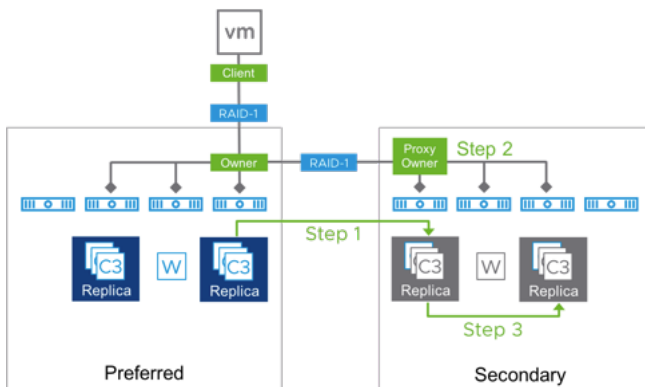 vm
Client
RAID-1
Owner
RAID-1
Proxy
Owner
Step 2
Step 1
C3
Replica
W
C3
Replica
C3
Replica
W
C3
Replica
Step 3
Preferred
Secondary